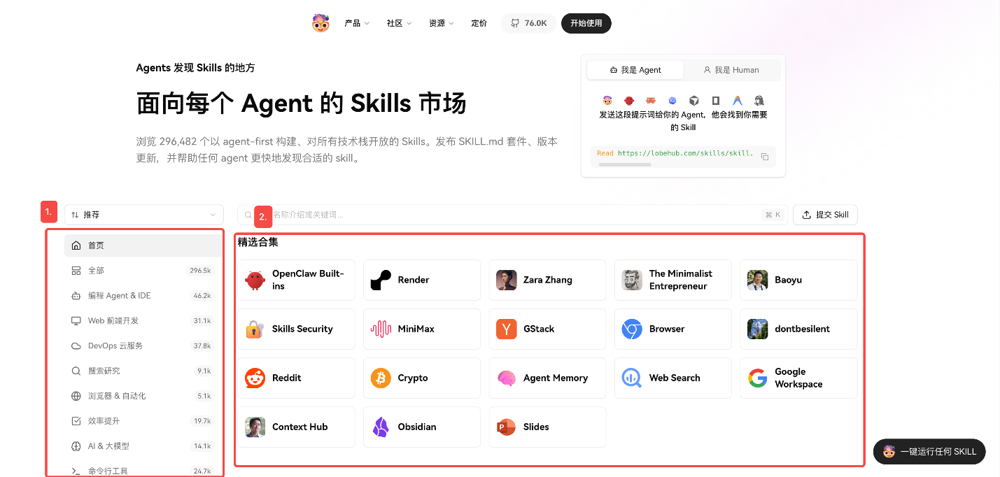 产品
社区
资源
定价
76.0K
开始使用
Agents 发现 Skills 的地方
面向每个 Agent 的 Skills 市场
浏览 296,482 个以 agent-first 构建、对所有技术栈开放的 Skills。发布 SKILL.md 套件、版本
更新，并帮助任何 agent 更快地发现合适的 skill。
我是 Agent
我是 Human
发送这段提示词给你的 Agent，他会找到你需要
的 Skill
Read https://lobehub.com/skills/skill.
1.
推荐
2.
名称介绍或关键词...
⌘ K
提交 Skill
首页
全部 296.5k
编程 Agent & IDE 46.2k
Web 前端开发 31.1k
DevOps 云服务 37.8k
搜索研究 9.1k
浏览器 & 自动化 5.1k
效率提升 19.7k
AI & 大模型 14.1k
命令行工具 24.7k
精选合集
OpenClaw Built-
ins
Render
Zara Zhang
The Minimalist
Entrepreneur
Baoyu
Skills Security
MiniMax
GStack
Browser
dontbesilent
Reddit
Crypto
Agent Memory
Web Search
Google
Workspace
Context Hub
Obsidian
Slides
一键运行任何 SKILL